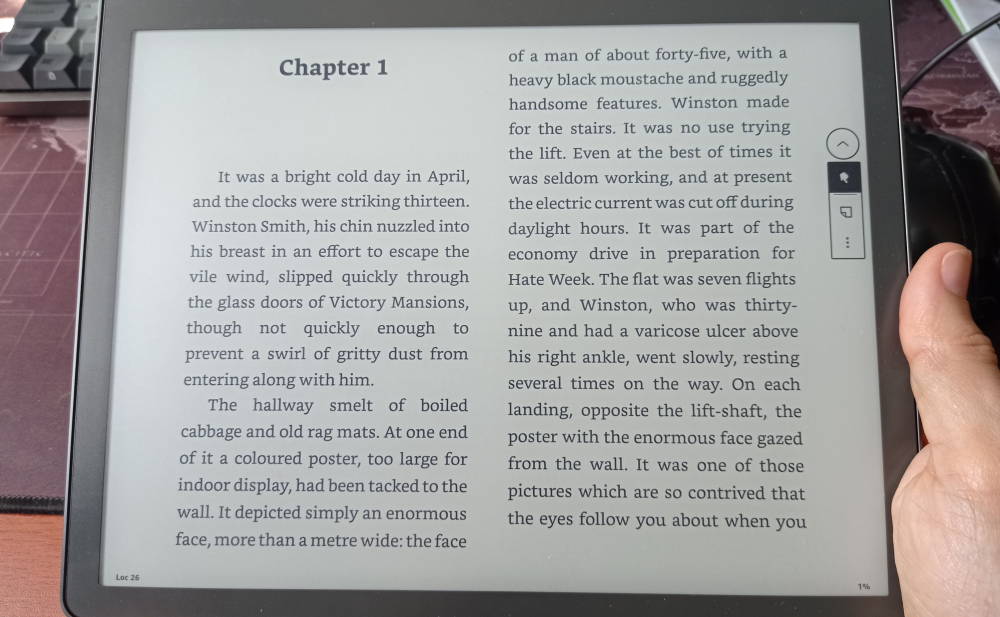 Chapter 1
It was a bright cold day in April,
and the clocks were striking thirteen.
Winston Smith, his chin nuzzled into
his breast in an effort to escape the
vile wind, slipped quickly through
the glass doors of Victory Mansions,
though not quickly enough to
prevent a swirl of gritty dust from
entering along with him.
The hallway smelt of boiled
cabbage and old rag mats. At one end
of it a coloured poster, too large for
indoor display, had been tacked to the
wall. It depicted simply an enormous
face, more than a metre wide: the face
of a man of about forty-five, with a
heavy black moustache and ruggedly
handsome features. Winston made
for the stairs. It was no use trying
the lift. Even at the best of times it
was seldom working, and at present
the electric current was cut off during
daylight hours. It was part of the
economy drive in preparation for
Hate Week. The flat was seven flights
up, and Winston, who was thirty-
nine and had a varicose ulcer above
his right ankle, went slowly, resting
several times on the way. On each
landing, opposite the lift-shaft, the
poster with the enormous face gazed
from the wall. It was one of those
pictures which are so contrived that
the eyes follow you about when you
Loc 26
1%